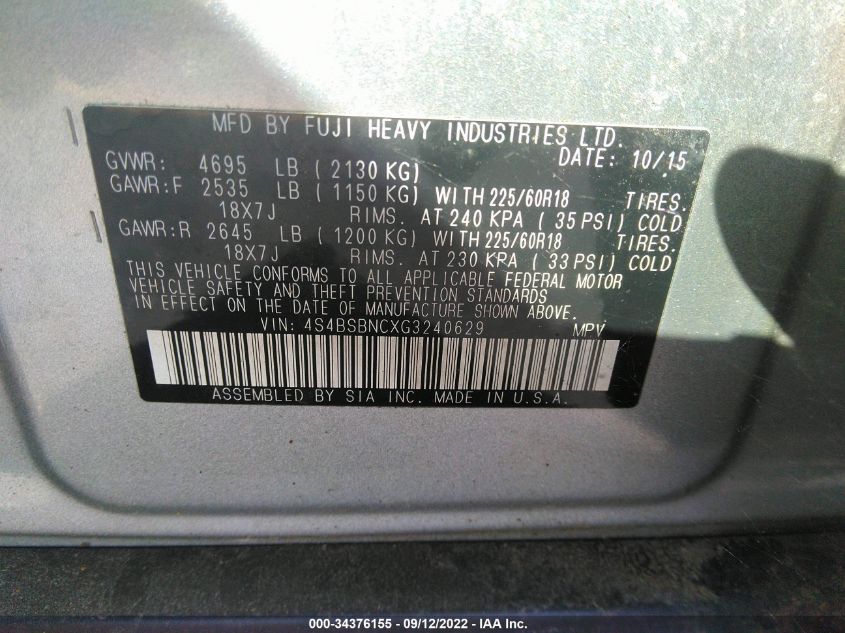 MFD BY FUJI HEAVY INDUSTRIES LTD.
DATE: 10/15
GVWR: 4695 LB ( 2130 KG)
GAWR:F 2535 LB ( 1150 KG) WITH 225/60R18 TIRES.
18X7J RIMS. AT 240 KPA ( 35 PSI) COLD
GAWR:R 2645 LB ( 1200 KG) WITH 225/60R18 TIRES.
18X7J RIMS. AT 230 KPA ( 33 PSI) COLD
THIS VEHICLE CONFORMS TO ALL APPLICABLE FEDERAL MOTOR
VEHICLE SAFETY AND THEFT PREVENTION STANDARDS
IN EFFECT ON THE DATE OF MANUFACTURE SHOWN ABOVE.
VIN: 4S4BSBNCXG3240629 MPV
ASSEMBLED BY SIA INC. MADE IN U.S.A.
000-34376155 - 09/12/2022 - IAA Inc.